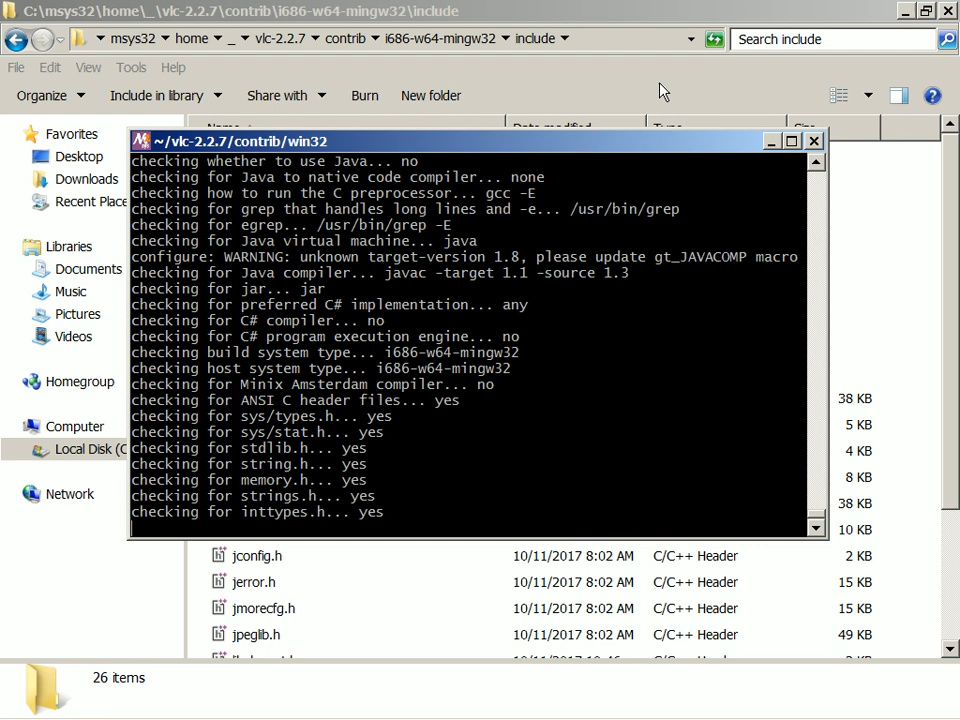 C:\msys32\home\_\vlc-2.2.7\contrib\i686-w64-mingw32\include
msys32 home _ vlc-2.2.7 contrib i686-w64-mingw32 include
Search include
File Edit View Tools Help
Organize Include in library Share with Burn New folder
Favorites
Desktop
Downloads
Recent Place
Libraries
Documents
Music
Pictures
Videos
Homegroup
Computer
Local Disk (C
Network
Date modified Type Size
~/vlc-2.2.7/contrib/win32
checking whether to use Java... no
checking for Java to native code compiler... none
checking how to run the C preprocessor... gcc -E
checking for grep that handles long lines and -e... /usr/bin/grep
checking for egrep... /usr/bin/grep -E
checking for Java virtual machine... java
configure: WARNING: unknown target-version 1.8, please update gt_JAVACOMP macro
checking for Java compiler... javac -target 1.1 -source 1.3
checking for jar... jar
checking for preferred C# implementation... any
checking for C# compiler... no
checking for C# program execution engine... no
checking build system type... i686-w64-mingw32
checking host system type... i686-w64-mingw32
checking for Minix Amsterdam compiler... no
checking for ANSI C header files... yes
checking for sys/types.h... yes
checking for sys/stat.h... yes
checking for stdlib.h... yes
checking for string.h... yes
checking for memory.h... yes
checking for strings.h... yes
checking for inttypes.h... yes
38 KB
5 KB
4 KB
8 KB
38 KB
10 KB
jconfig.h 10/11/2017 8:02 AM C/C++ Header 2 KB
jerror.h 10/11/2017 8:02 AM C/C++ Header 15 KB
jmorecfg.h 10/11/2017 8:02 AM C/C++ Header 15 KB
jpeglib.h 10/11/2017 8:02 AM C/C++ Header 49 KB
26 items